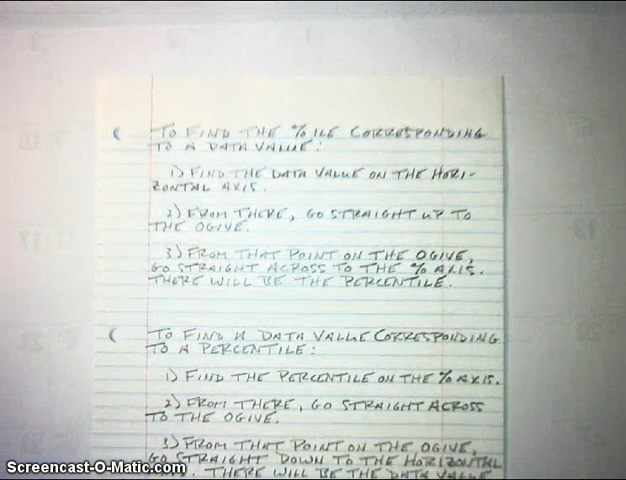 TO FIND THE %ILE CORRESPONDING
TO A DATA VALUE:
1) FIND THE DATA VALUE ON THE HORI-
ZONTAL AXIS.
2) FROM THERE, GO STRAIGHT UP TO
THE OGIVE.
3) FROM THAT POINT ON THE OGIVE,
GO STRAIGHT ACROSS TO THE % AXIS.
THERE WILL BE THE PERCENTILE.
TO FIND A DATA VALUE CORRESPONDING
TO A PERCENTILE:
1) FIND THE PERCENTILE ON THE % AXIS.
2) FROM THERE, GO STRAIGHT ACROSS
TO THE OGIVE.
3) FROM THAT POINT ON THE OGIVE,
GO STRAIGHT DOWN TO THE HORIZONTAL
THERE WILL BE THE DATA VALUE
Screencast-O-Matic.com